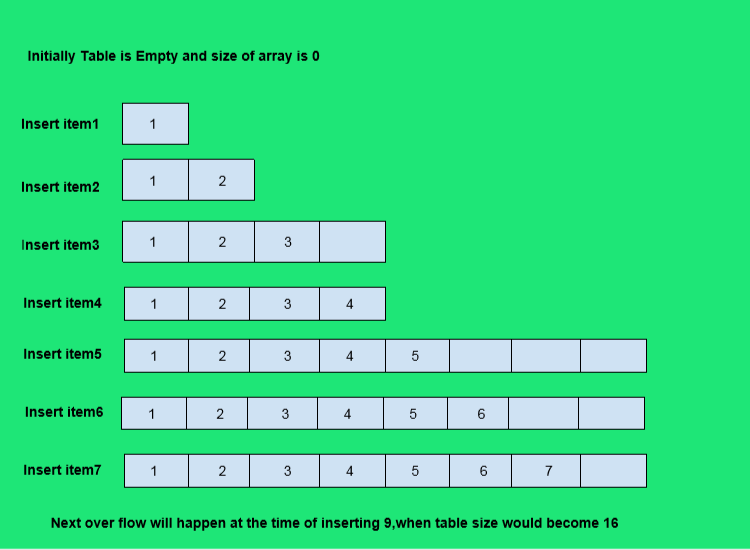 Initially Table is Empty and size of array is 0
Insert item1 1
Insert item2 1 2
Insert item3 1 2 3
Insert item4 1 2 3 4
Insert item5 1 2 3 4 5
Insert item6 1 2 3 4 5 6
Insert item7 1 2 3 4 5 6 7
Next over flow will happen at the time of inserting 9,when table size would become 16